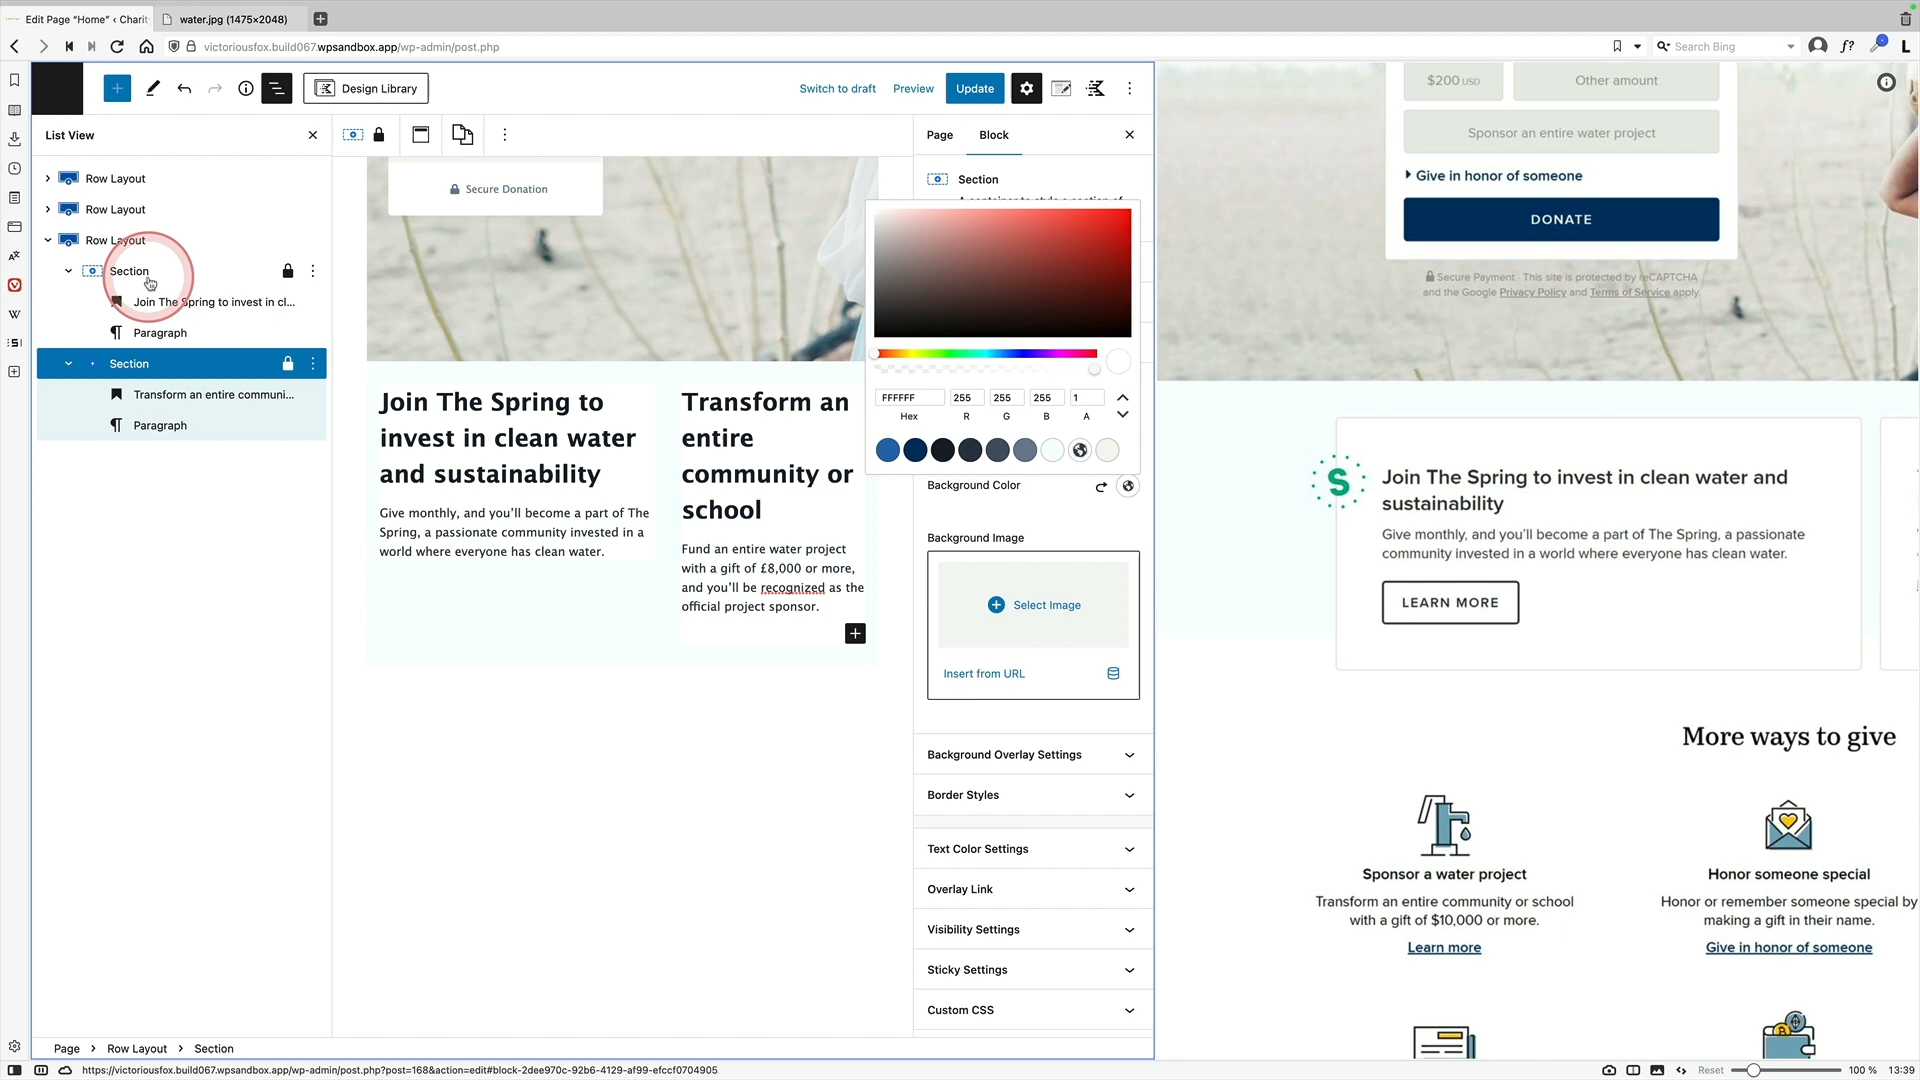 Edit Page “Home” ‹ Charit
water.jpg (1475×2048)
victoriousfox.build067.wpsandbox.app/wp-admin/post.php
Search Bing
Design Library
Switch to draft
Preview
Update
List View
Row Layout
Row Layout
Row Layout
Section
Join The Spring to invest in cl...
Paragraph
Section
Transform an entire communi...
Paragraph
Secure Donation
Join The Spring to
invest in clean water
and sustainability
Give monthly, and you’ll become a part of The
Spring, a passionate community invested in a
world where everyone has clean water.
Transform an
entire
community or
school
Fund an entire water project
with a gift of £8,000 or more,
and you’ll be recognized as the
official project sponsor.
Page
Block
Section
FFFFFF
255
255
255
1
Hex
R
G
B
A
Background Color
Background Image
Select Image
Insert from URL
Background Overlay Settings
Border Styles
Text Color Settings
Overlay Link
Visibility Settings
Sticky Settings
Custom CSS
$200 USD
Other amount
Sponsor an entire water project
Give in honor of someone
DONATE
Secure Payment · This site is protected by reCAPTCHA
and the Google Privacy Policy and Terms of Service apply.
S
Join The Spring to invest in clean water and
sustainability
Give monthly, and you’ll become a part of The Spring, a passionate
community invested in a world where everyone has clean water.
LEARN MORE
More ways to give
Sponsor a water project
Transform an entire community or school
with a gift of $10,000 or more.
Learn more
Honor someone special
Honor or remember someone special by
making a gift in their name.
Give in honor of someone
Page > Row Layout > Section
https://victoriousfox.build067.wpsandbox.app/wp-admin/post.php?post=168&action=edit#block-2dee970c-92b6-4129-af99-efccf0704905
Reset
100 %
13:39